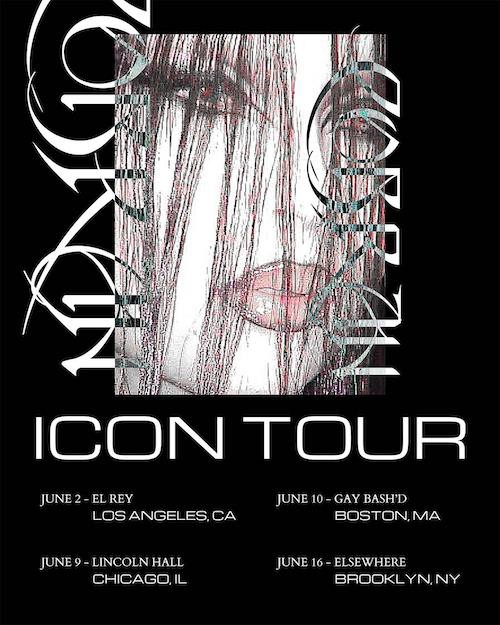 ICON TOUR
JUNE 2 - EL REY
LOS ANGELES, CA
JUNE 9 - LINCOLN HALL
CHICAGO, IL
JUNE 10 - GAY BASH'D
BOSTON, MA
JUNE 16 - ELSEWHERE
BROOKLYN, NY